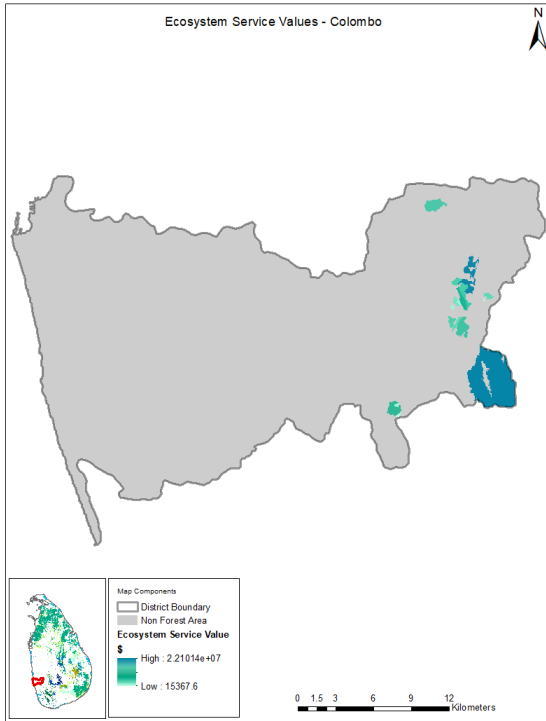 Ecosystem Service Values - Colombo
N
Map Components
District Boundary
Non Forest Area
Ecosystem Service Value
$
High : 2.21014e+07
Low : 15367.6
0 1.5 3 6 9 12
Kilometers